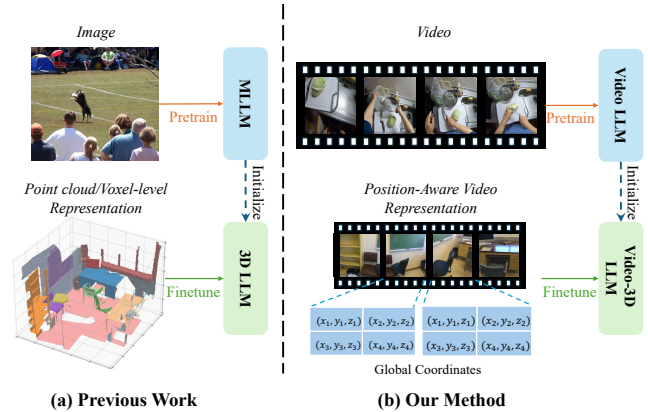 Image
MLLM
Pretrain
Initialize
Point cloud/Voxel-level
Representation
3D LLM
Finetune
(a) Previous Work
Video
Video LLM
Pretrain
Initialize
Position-Aware Video
Representation
Video-3D
LLM
Finetune
(x₁, y₁, z₁) (x₂, y₂, z₂) (x₁, y₁, z₁) (x₂, y₂, z₂)
(x₃, y₃, z₃) (x₄, y₄, z₄) (x₃, y₃, z₃) (x₄, y₄, z₄)
Global Coordinates
(b) Our Method